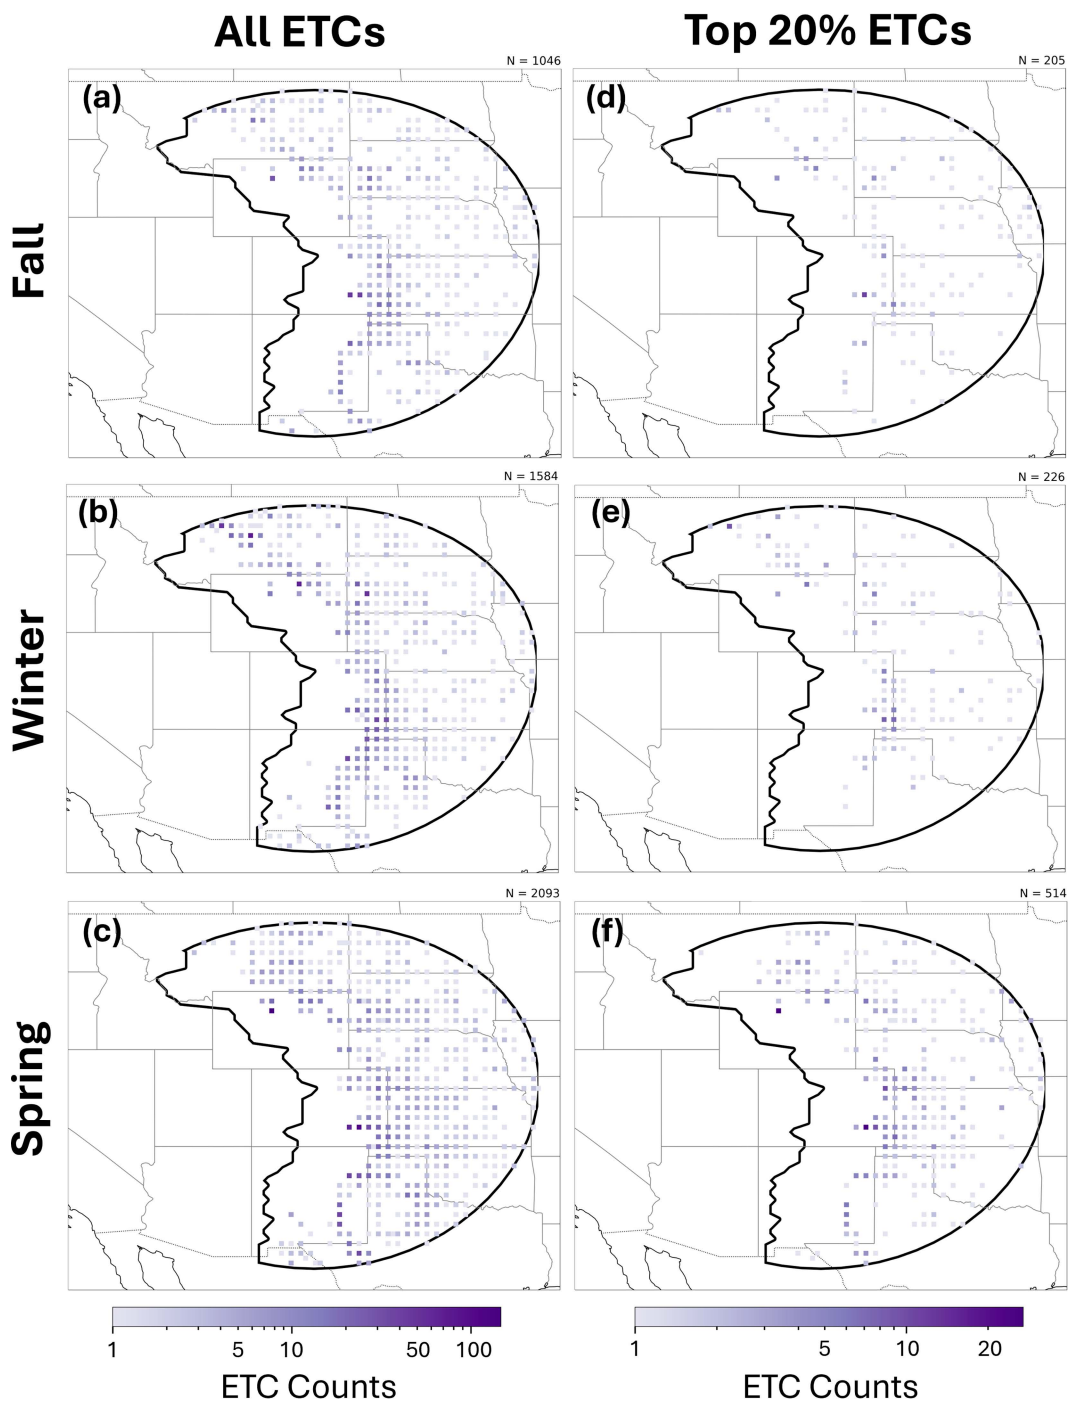 All ETCs
Top 20% ETCs
N = 1046
N = 205
(a)
(d)
Fall
N = 1584
N = 226
(b)
(e)
Winter
N = 2093
N = 514
(c)
(f)
Spring
1 5 10 50 100
1 5 10 20
ETC Counts
ETC Counts